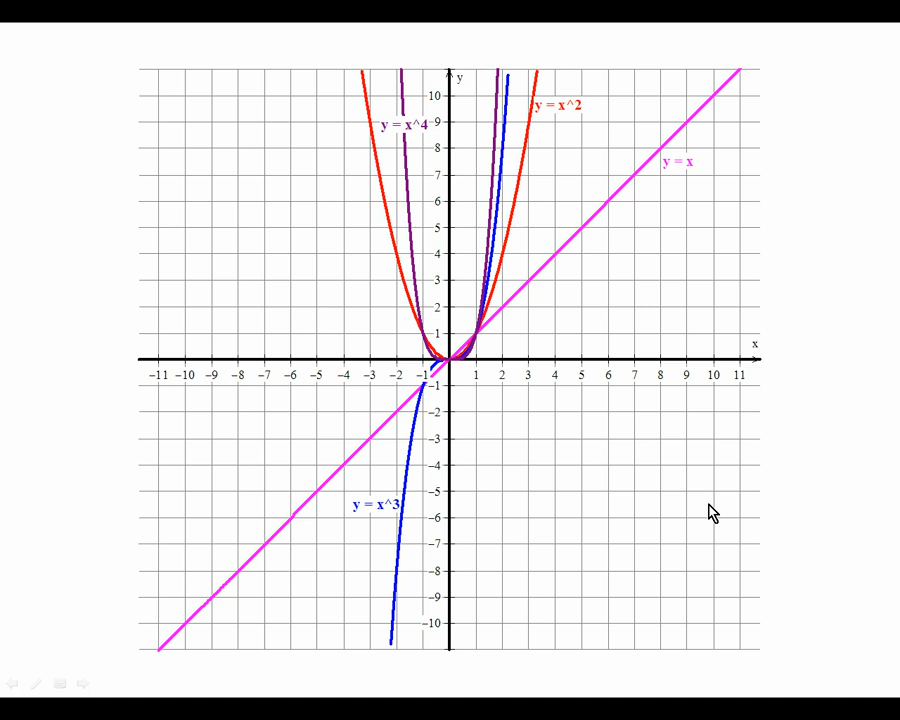 y
10
y = x^2
y = x^4
9
8
y = x
7
6
5
4
3
2
1
x
−11 −10 −9 −8 −7 −6 −5 −4 −3 −2 −1 1 2 3 4 5 6 7 8 9 10 11
−1
−2
−3
−4
−5
y = x^3
−6
−7
−8
−9
−10